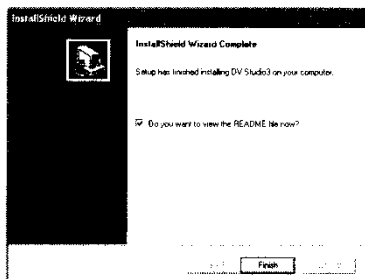 InstallShield Wizard
InstallShield Wizard Complete
Setup has finished installing DV Studio3 on your computer.
Do you want to view the README file now?
Finish